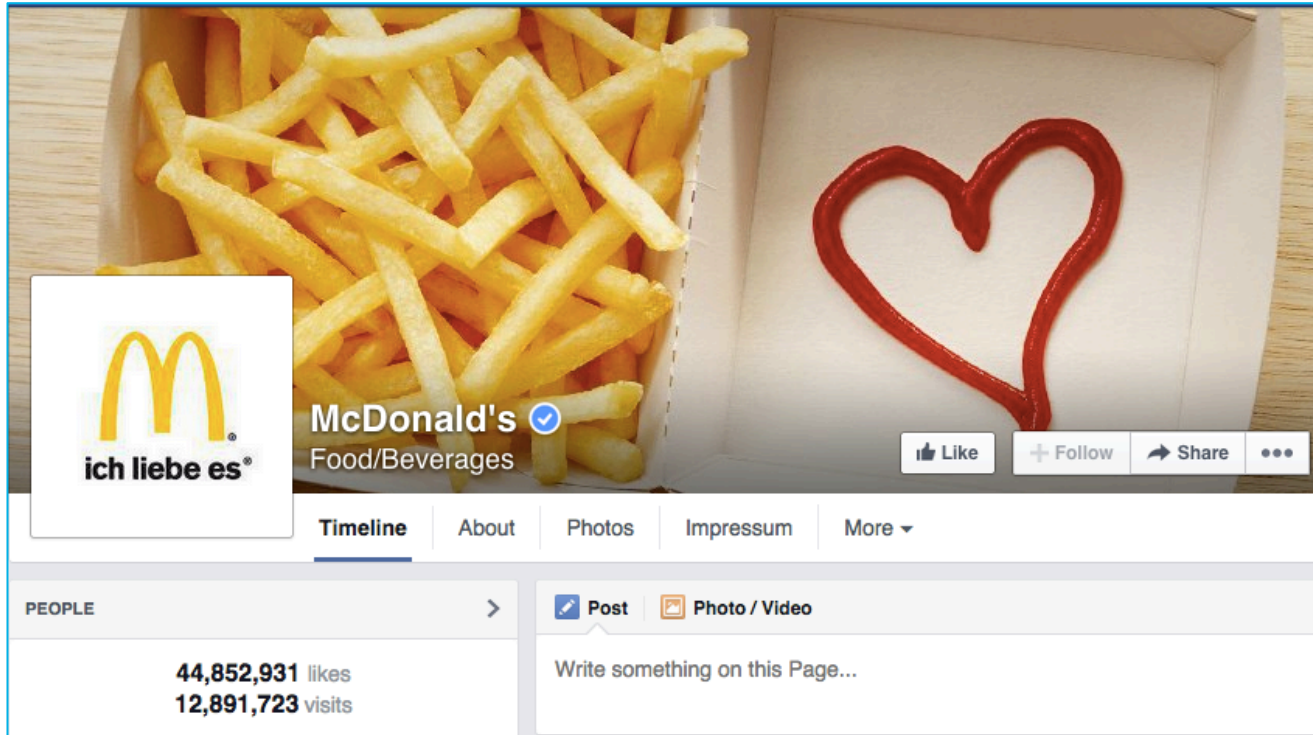 ich liebe es®
McDonald's
Food/Beverages
Like
Follow
Share
Timeline
About
Photos
Impressum
More
PEOPLE
44,852,931 likes
12,891,723 visits
Post
Photo / Video
Write something on this Page...